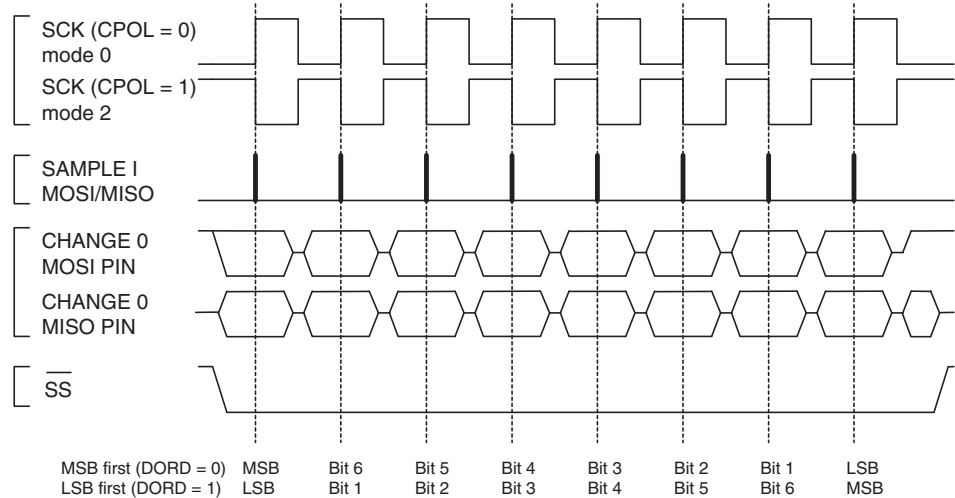 SCK (CPOL = 0)
mode 0
SCK (CPOL = 1)
mode 2
SAMPLE I
MOSI/MISO
CHANGE 0
MOSI PIN
CHANGE 0
MISO PIN
SS
MSB first (DORD = 0) MSB Bit 6 Bit 5 Bit 4 Bit 3 Bit 2 Bit 1 LSB
LSB first (DORD = 1) LSB Bit 1 Bit 2 Bit 3 Bit 4 Bit 5 Bit 6 MSB